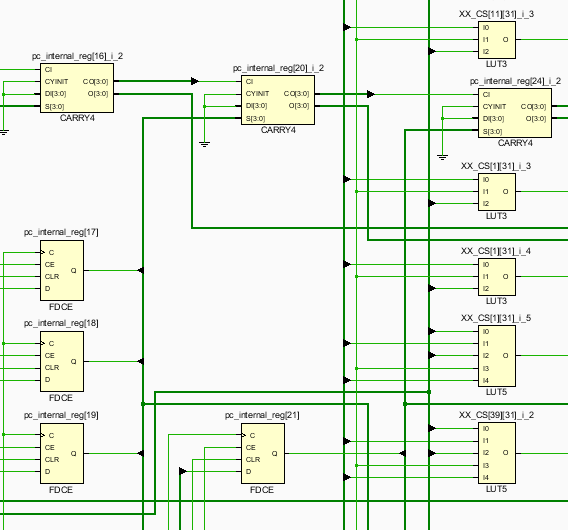 XX_CS[11][31]_i_3
I0
I1
I2
O
LUT3
pc_internal_reg[16]_i_2
CI
CYINIT
DI[3:0]
S[3:0]
CO[3:0]
O[3:0]
CARRY4
pc_internal_reg[20]_i_2
CI
CYINIT
DI[3:0]
S[3:0]
CO[3:0]
O[3:0]
CARRY4
pc_internal_reg[24]_i_2
CI
CYINIT
DI[3:0]
S[3:0]
CO[3:0]
O[3:0]
CARRY4
XX_CS[1][31]_i_3
I0
I1
I2
O
LUT3
pc_internal_reg[17]
C
CE
CLR
D
Q
FDCE
XX_CS[1][31]_i_4
I0
I1
I2
O
LUT3
pc_internal_reg[18]
C
CE
CLR
D
Q
FDCE
XX_CS[1][31]_i_5
I0
I1
I2
I3
I4
O
LUT5
pc_internal_reg[19]
C
CE
CLR
D
Q
FDCE
pc_internal_reg[21]
C
CE
CLR
D
Q
FDCE
XX_CS[39][31]_i_2
I0
I1
I2
I3
I4
O
LUT5